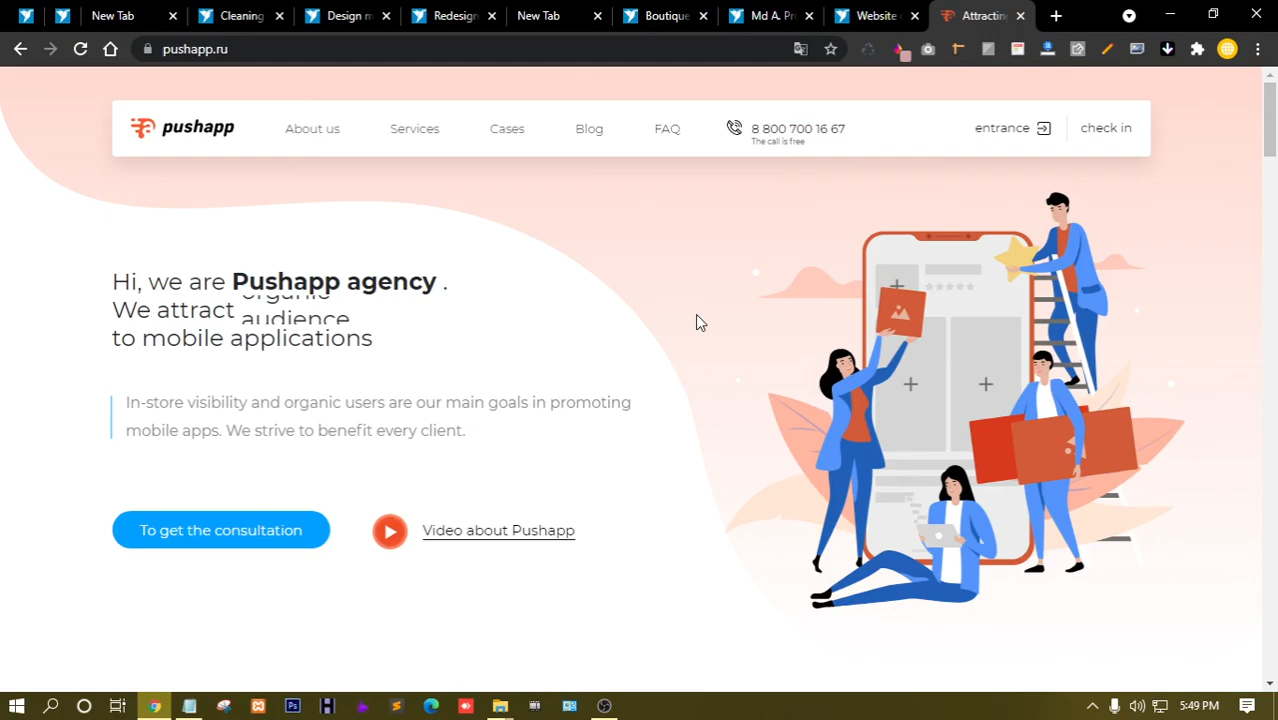 New Tab
Cleaning
Design m
Redesign
New Tab
Boutique
Md A. Pr
Website
Attractin
pushapp.ru
pushapp
About us
Services
Cases
Blog
FAQ
8 800 700 16 67
The call is free
entrance
check in
Hi, we are Pushapp agency .
organic
We attract
audience
to mobile applications
In-store visibility and organic users are our main goals in promoting
mobile apps. We strive to benefit every client.
To get the consultation
Video about Pushapp
Ps
5:49 PM